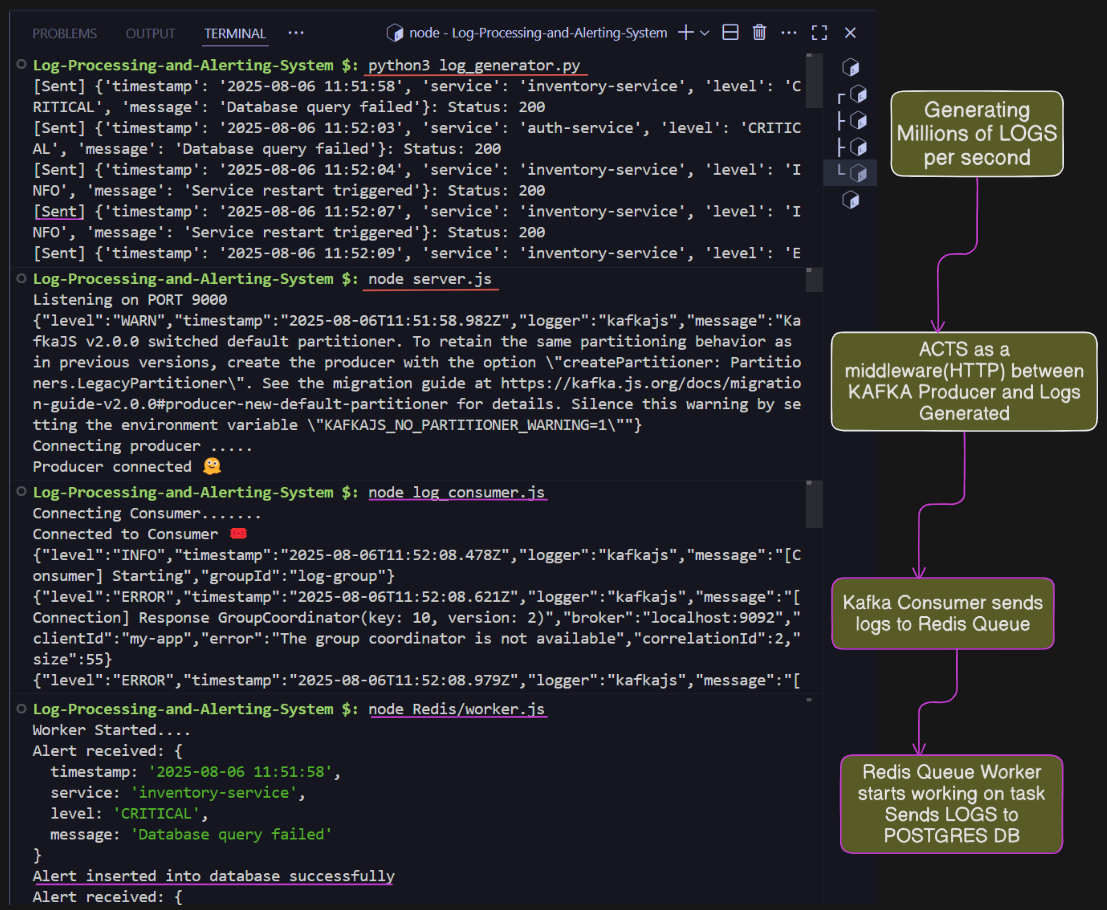 PROBLEMS OUTPUT TERMINAL ... node - Log-Processing-and-Alerting-System
Log-Processing-and-Alerting-System $: python3 log_generator.py
[Sent] {'timestamp': '2025-08-06 11:51:58', 'service': 'inventory-service', 'level': 'C
RITICAL', 'message': 'Database query failed'}: Status: 200
[Sent] {'timestamp': '2025-08-06 11:52:03', 'service': 'auth-service', 'level': 'CRITIC
AL', 'message': 'Database query failed'}: Status: 200
[Sent] {'timestamp': '2025-08-06 11:52:04', 'service': 'inventory-service', 'level': 'I
NFO', 'message': 'Service restart triggered'}: Status: 200
[Sent] {'timestamp': '2025-08-06 11:52:07', 'service': 'inventory-service', 'level': 'I
NFO', 'message': 'Service restart triggered'}: Status: 200
[Sent] {'timestamp': '2025-08-06 11:52:09', 'service': 'inventory-service', 'level': 'E
Log-Processing-and-Alerting-System $: node server.js
Listening on PORT 9000
{"level":"WARN","timestamp":"2025-08-06T11:51:58.982Z","logger":"kafkajs","message":"Ka
fkaJS v2.0.0 switched default partitioner. To retain the same partitioning behavior as
in previous versions, create the producer with the option \"createPartitioner: Partitio
ners.LegacyPartitioner\". See the migration guide at https://kafka.js.org/docs/migratio
n-guide-v2.0.0#producer-new-default-partitioner for details. Silence this warning by se
tting the environment variable \"KAFKAJS_NO_PARTITIONER_WARNING=1\""}
Connecting producer .....
Producer connected 🤗
Log-Processing-and-Alerting-System $: node log_consumer.js
Connecting Consumer.......
Connected to Consumer
{"level":"INFO","timestamp":"2025-08-06T11:52:08.478Z","logger":"kafkajs","message":"[C
onsumer] Starting","groupId":"log-group"}
{"level":"ERROR","timestamp":"2025-08-06T11:52:08.621Z","logger":"kafkajs","message":"[
Connection] Response GroupCoordinator(key: 10, version: 2)","broker":"localhost:9092","
clientId":"my-app","error":"The group coordinator is not available","correlationId":2,"
size":55}
{"level":"ERROR","timestamp":"2025-08-06T11:52:08.979Z","logger":"kafkajs","message":"[
Log-Processing-and-Alerting-System $: node Redis/worker.js
Worker Started....
Alert received: {
timestamp: '2025-08-06 11:51:58',
service: 'inventory-service',
level: 'CRITICAL',
message: 'Database query failed'
}
Alert inserted into database successfully
Alert received: {
Generating
Millions of LOGS
per second
ACTS as a
middleware(HTTP) between
KAFKA Producer and Logs
Generated
Kafka Consumer sends
logs to Redis Queue
Redis Queue Worker
starts working on task
Sends LOGS to
POSTGRES DB